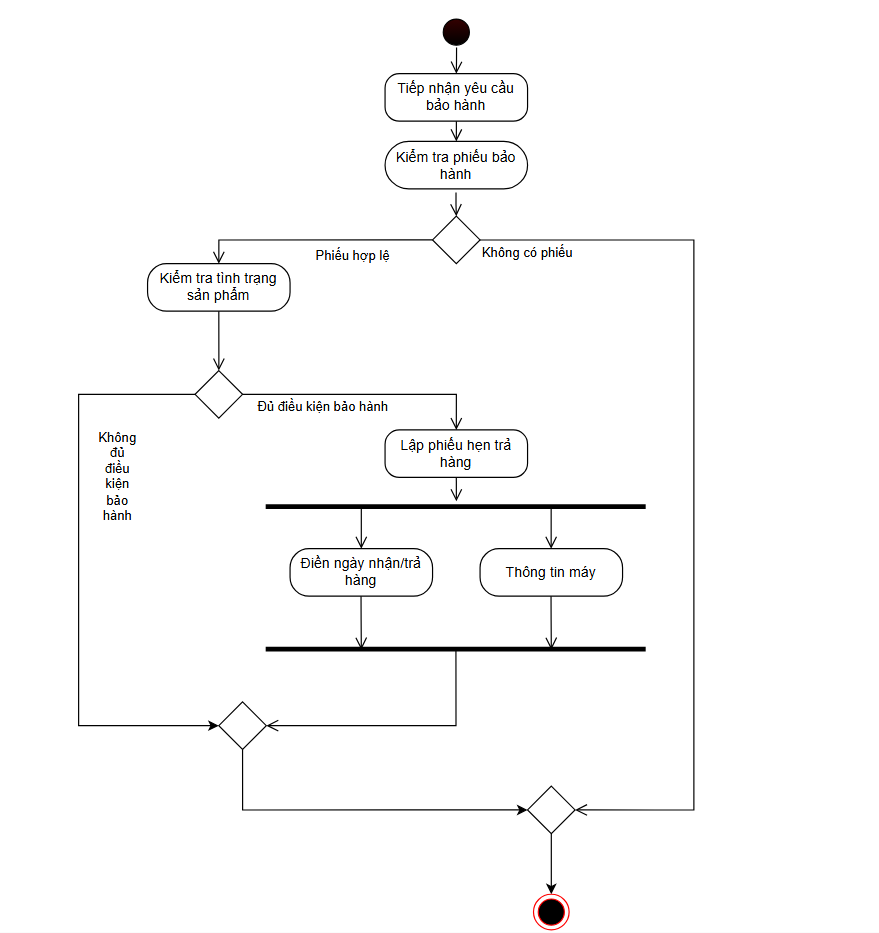 Tiếp nhận yêu cầu
bảo hành
Kiểm tra phiếu bảo
hành
Phiếu hợp lệ
Không có phiếu
Kiểm tra tình trạng
sản phẩm
Đủ điều kiện bảo hành
Không
đủ
điều
kiện
bảo
hành
Lập phiếu hẹn trả
hàng
Điền ngày nhận/trả
hàng
Thông tin máy